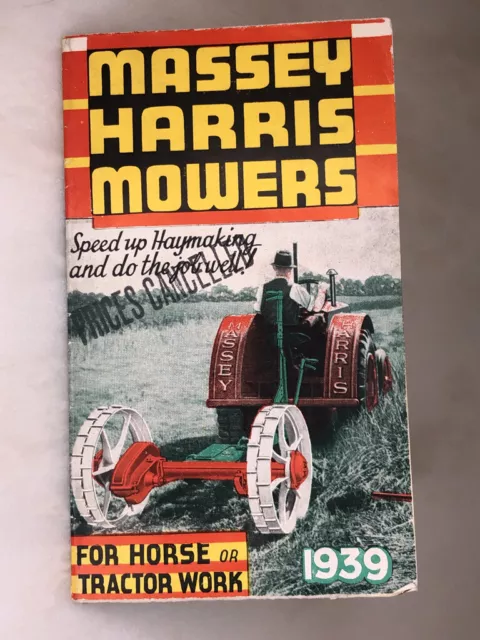 MASSEY
HARRIS
MOWERS
Speed up Haymaking
and do the job well!
PRICES CANCELLED
MASSEY
HARRIS
FOR HORSE OR
TRACTOR WORK
1939